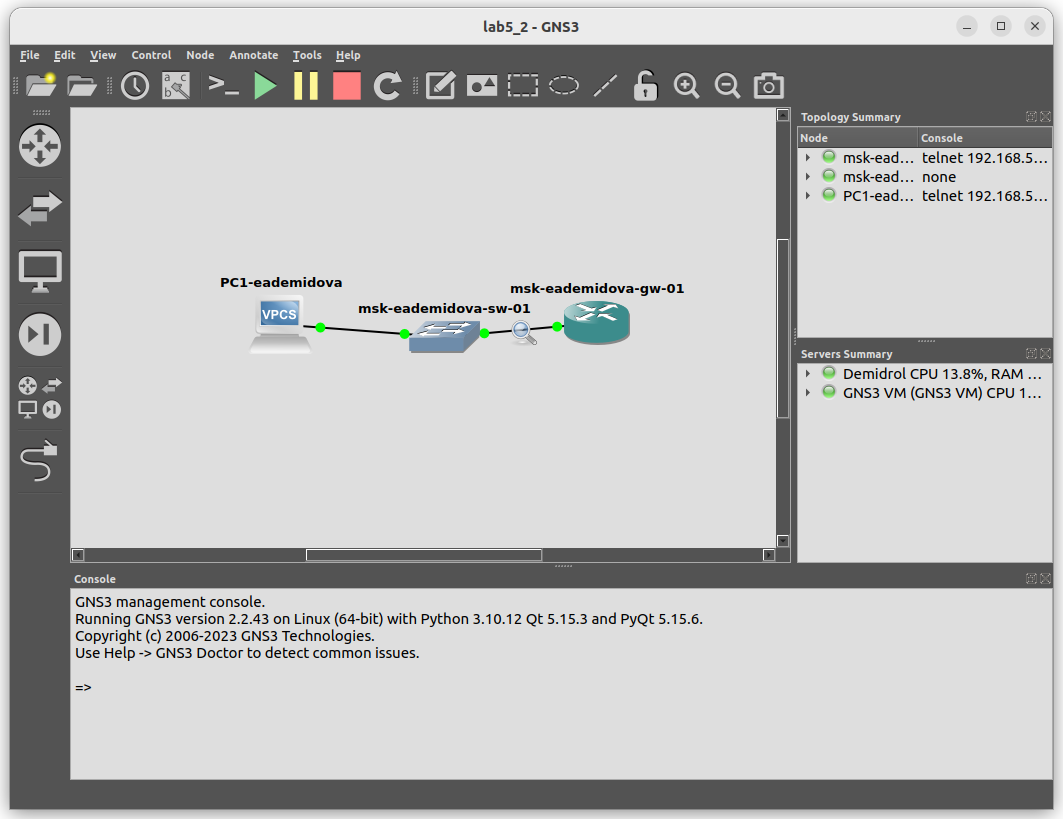 lab5_2 - GNS3
File Edit View Control Node Annotate Tools Help
a c
b
>_
Topology Summary
Node Console
msk-ead... telnet 192.168.5...
msk-ead... none
PC1-ead... telnet 192.168.5...
PC1-eademidova
msk-eademidova-gw-01
msk-eademidova-sw-01
VPCS
Servers Summary
Demidrol CPU 13.8%, RAM ...
GNS3 VM (GNS3 VM) CPU 1...
Console
GNS3 management console.
Running GNS3 version 2.2.43 on Linux (64-bit) with Python 3.10.12 Qt 5.15.3 and PyQt 5.15.6.
Copyright (c) 2006-2023 GNS3 Technologies.
Use Help -> GNS3 Doctor to detect common issues.
=>